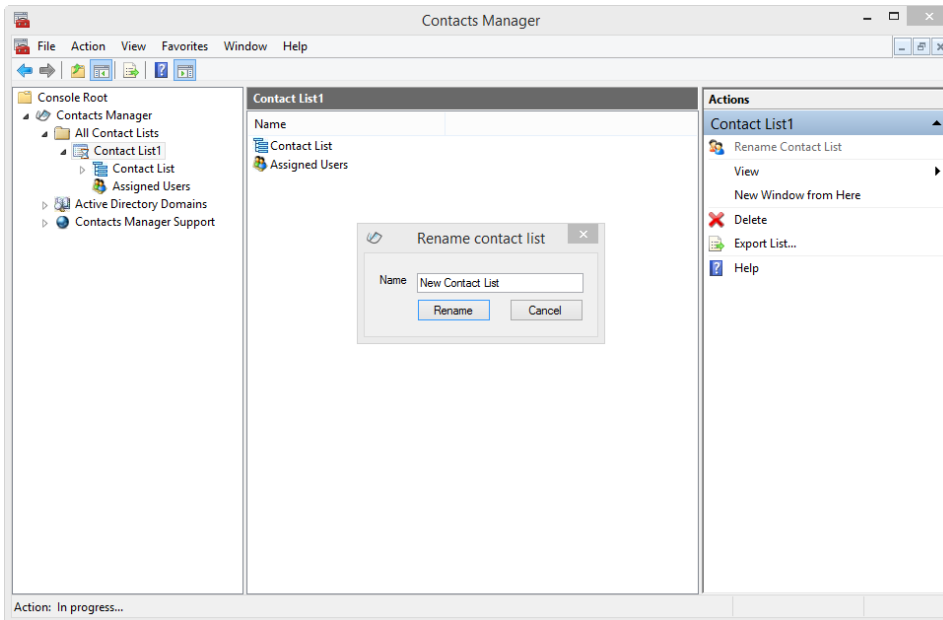 Contacts Manager
File Action View Favorites Window Help
Console Root
Contacts Manager
All Contact Lists
Contact List1
Contact List
Assigned Users
Active Directory Domains
Contacts Manager Support
Contact List1
Name
Contact List
Assigned Users
Rename contact list
Name New Contact List
Rename Cancel
Actions
Contact List1
Rename Contact List
View
New Window from Here
Delete
Export List...
Help
Action: In progress...